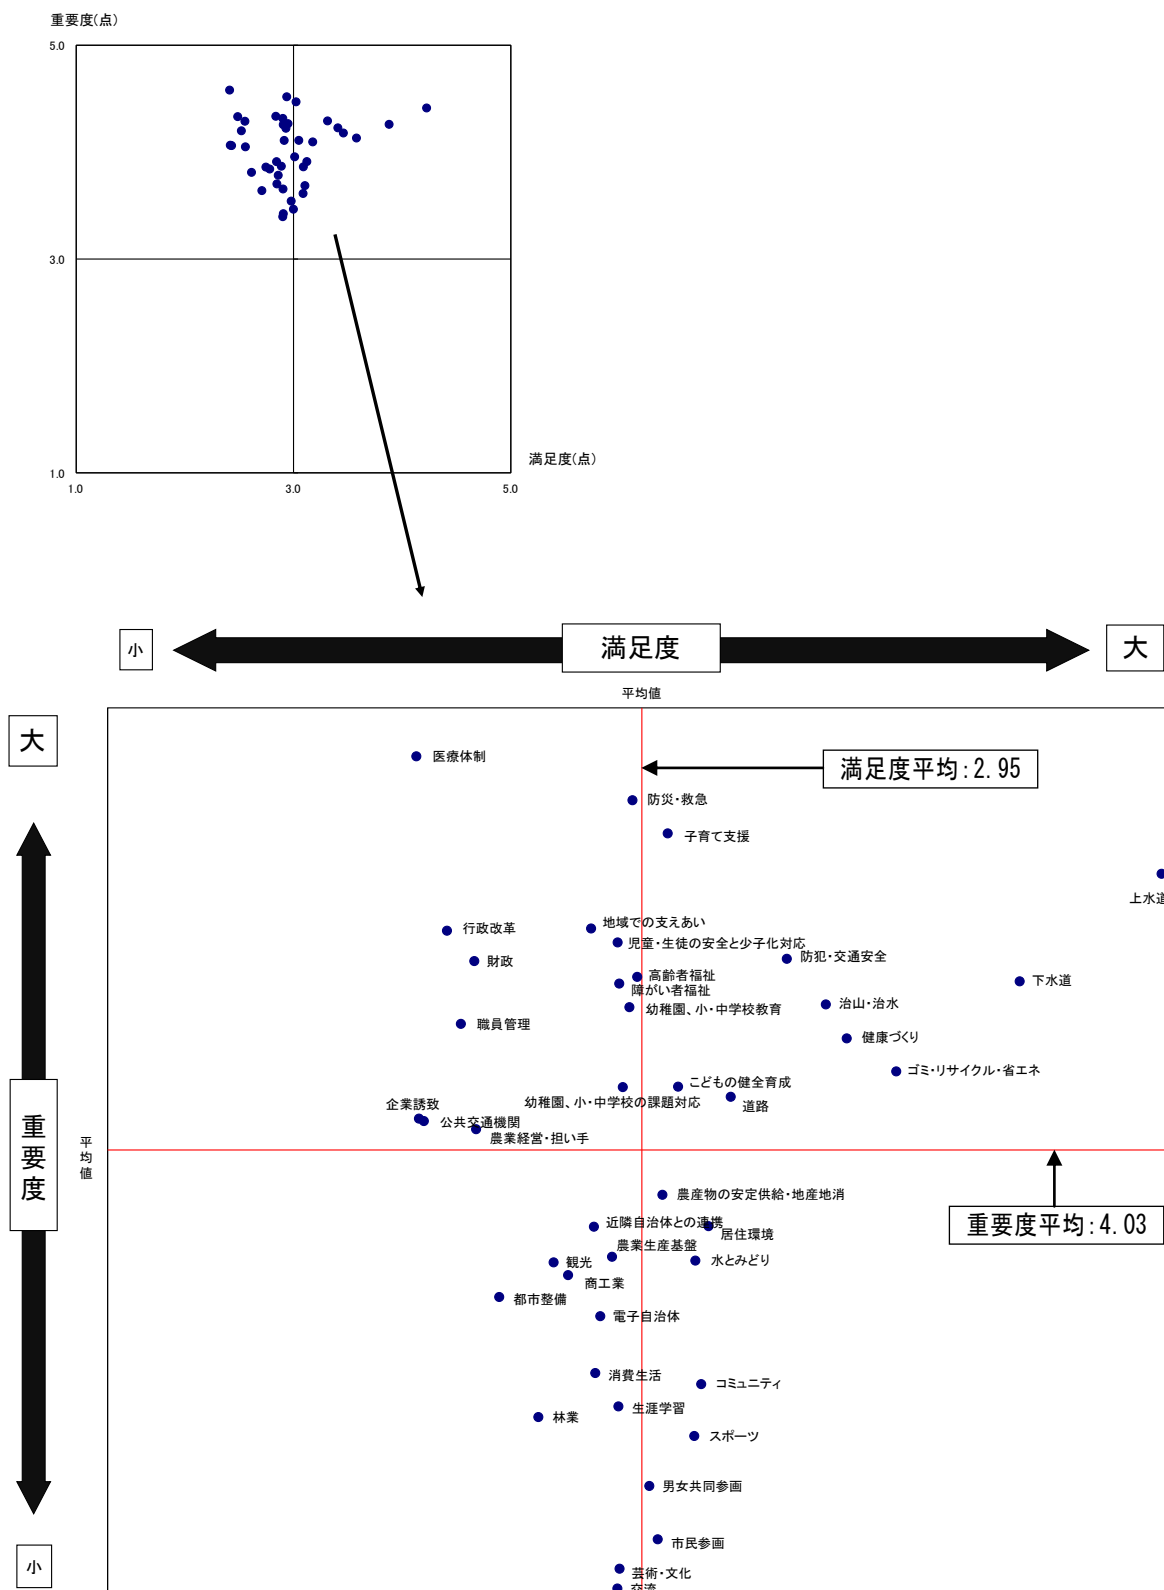 重要度(点)
5.0
3.0
1.0
1.0
3.0
5.0
満足度(点)
小
満足度
大
平均値
大
医療体制
満足度平均:2.95
防災・救急
子育て支援
上水道
地域での支えあい
行政改革
児童・生徒の安全と少子化対応
財政
防犯・交通安全
高齢者福祉
下水道
障がい者福祉
治山・治水
幼稚園、小・中学校教育
職員管理
健康づくり
ゴミ・リサイクル・省エネ
こどもの健全育成
幼稚園、小・中学校の課題対応
道路
企業誘致
公共交通機関
農業経営・担い手
重要度
平均値
農産物の安定供給・地産地消
近隣自治体との連携
重要度平均:4.03
居住環境
農業生産基盤
観光
水とみどり
商工業
都市整備
電子自治体
消費生活
コミュニティ
生涯学習
林業
スポーツ
男女共同参画
市民参画
小
芸術・文化
交流